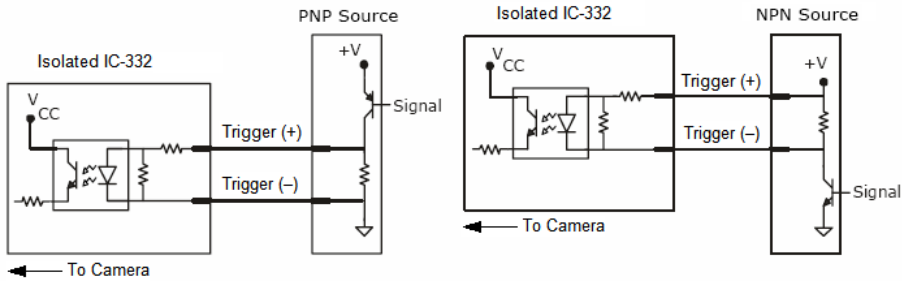 PNP Source
+V
Isolated IC-332
V
CC
Signal
Trigger (+)
Trigger (–)
To Camera
Isolated IC-332
NPN Source
V
CC
+V
Trigger (+)
Trigger (–)
Signal
To Camera